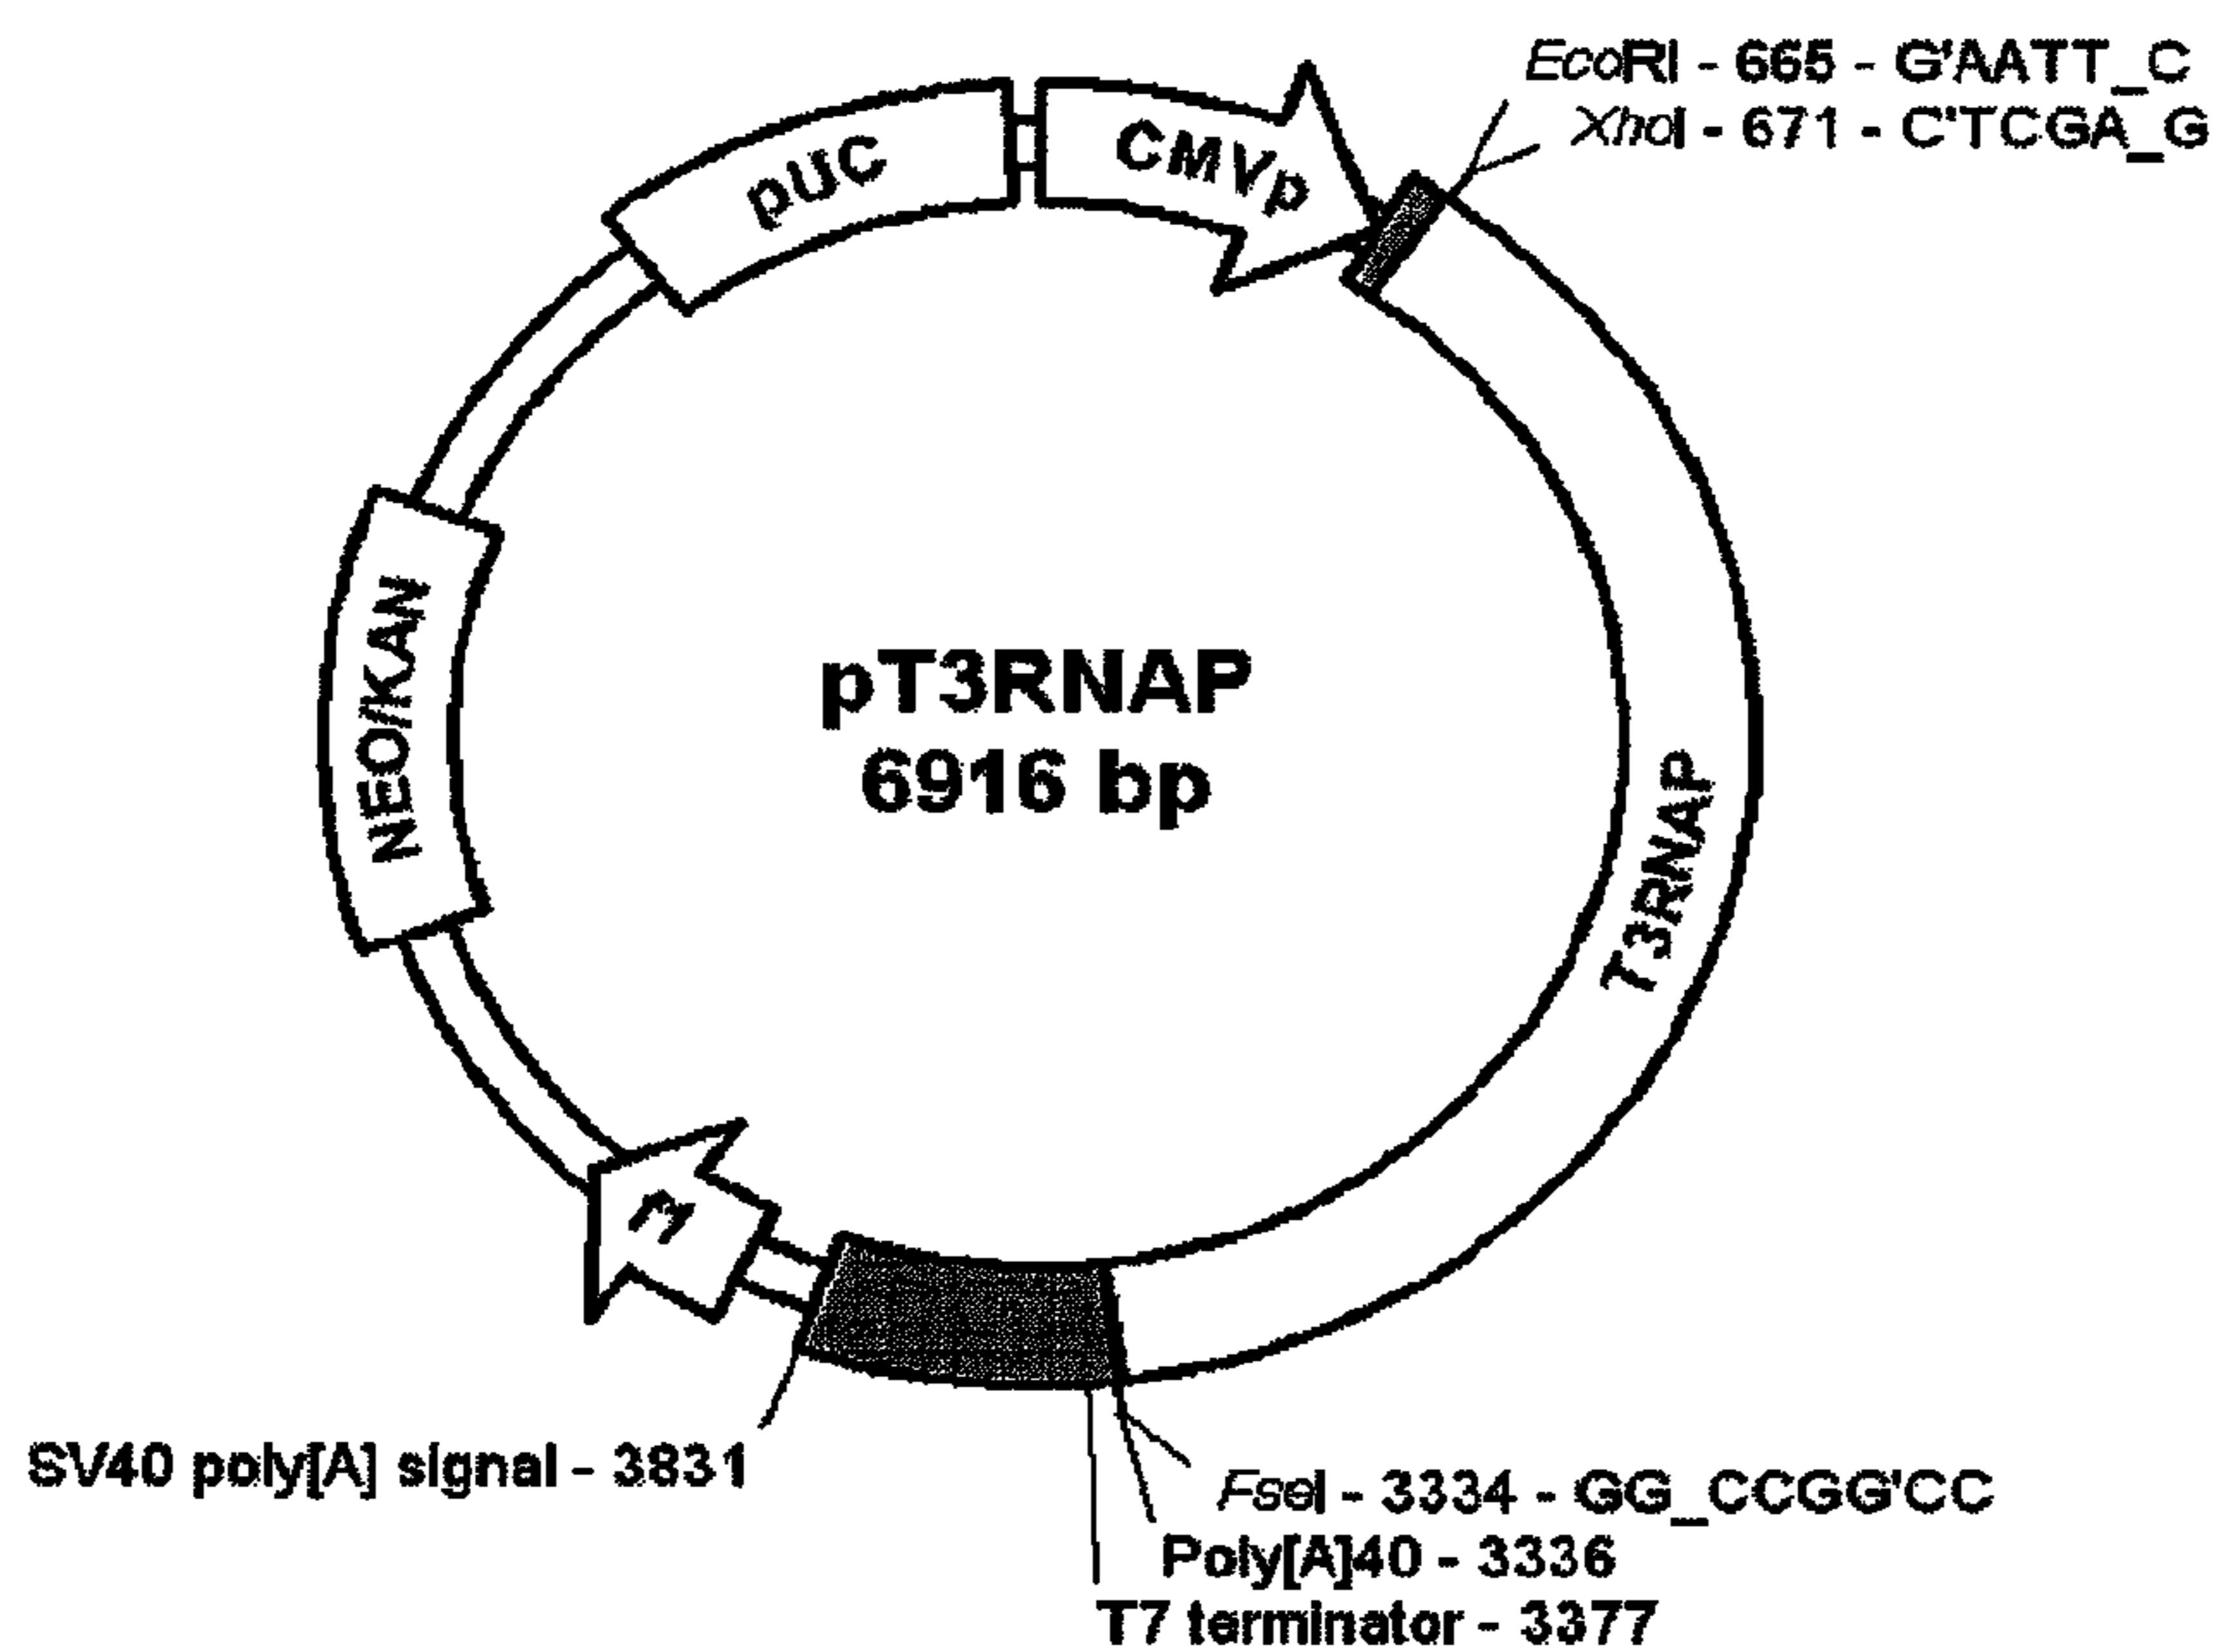 EcoRI - 665 - G'AATT_C
XhoI - 671 - C'TCGA_G
pUC
CMVp
NEO/KAN
pT3RNAP
6916 bp
T3RNAP
SV40 poly[A] signal - 3831
FseI - 3334 - GG_CCGG'CC
Poly[A]40 - 3336
T7 terminator - 3377